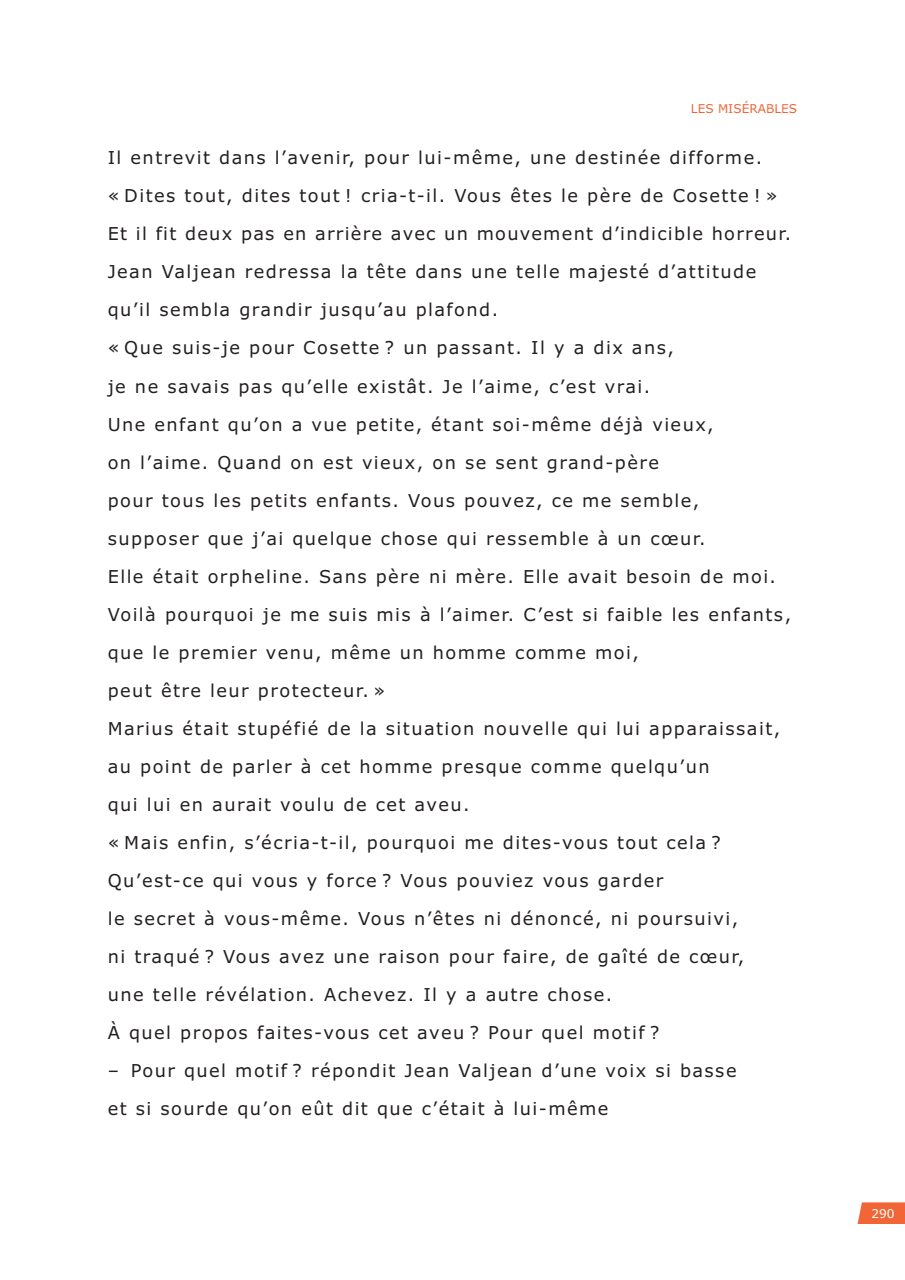 LES MISÉRABLES
Il entrevit dans l’avenir, pour lui-même, une destinée difforme.
« Dites tout, dites tout ! cria-t-il. Vous êtes le père de Cosette ! »
Et il fit deux pas en arrière avec un mouvement d’indicible horreur.
Jean Valjean redressa la tête dans une telle majesté d’attitude
qu’il sembla grandir jusqu’au plafond.
« Que suis-je pour Cosette ? un passant. Il y a dix ans,
je ne savais pas qu’elle existât. Je l’aime, c’est vrai.
Une enfant qu’on a vue petite, étant soi-même déjà vieux,
on l’aime. Quand on est vieux, on se sent grand-père
pour tous les petits enfants. Vous pouvez, ce me semble,
supposer que j’ai quelque chose qui ressemble à un cœur.
Elle était orpheline. Sans père ni mère. Elle avait besoin de moi.
Voilà pourquoi je me suis mis à l’aimer. C’est si faible les enfants,
que le premier venu, même un homme comme moi,
peut être leur protecteur. »
Marius était stupéfié de la situation nouvelle qui lui apparaissait,
au point de parler à cet homme presque comme quelqu’un
qui lui en aurait voulu de cet aveu.
« Mais enfin, s’écria-t-il, pourquoi me dites-vous tout cela ?
Qu’est-ce qui vous y force ? Vous pouviez vous garder
le secret à vous-même. Vous n’êtes ni dénoncé, ni poursuivi,
ni traqué ? Vous avez une raison pour faire, de gaîté de cœur,
une telle révélation. Achevez. Il y a autre chose.
À quel propos faites-vous cet aveu ? Pour quel motif ?
– Pour quel motif ? répondit Jean Valjean d’une voix si basse
et si sourde qu’on eût dit que c’était à lui-même
290